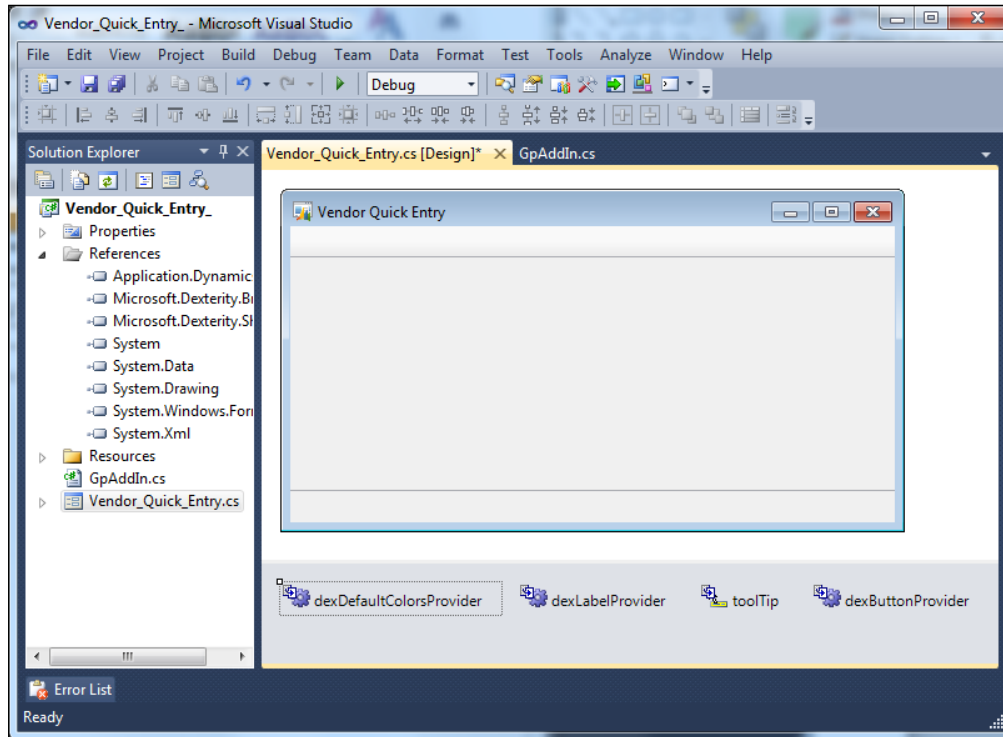 Vendor_Quick_Entry_ - Microsoft Visual Studio
File Edit View Project Build Debug Team Data Format Test Tools Analyze Window Help
Debug
Solution Explorer
Vendor_Quick_Entry.cs [Design]* GpAddIn.cs
Vendor_Quick_Entry_
Properties
References
Application.Dynamic
Microsoft.Dexterity.Br
Microsoft.Dexterity.Sh
System
System.Data
System.Drawing
System.Windows.Forn
System.Xml
Resources
GpAddIn.cs
Vendor_Quick_Entry.cs
Vendor Quick Entry
dexDefaultColorsProvider dexLabelProvider toolTip dexButtonProvider
Error List
Ready